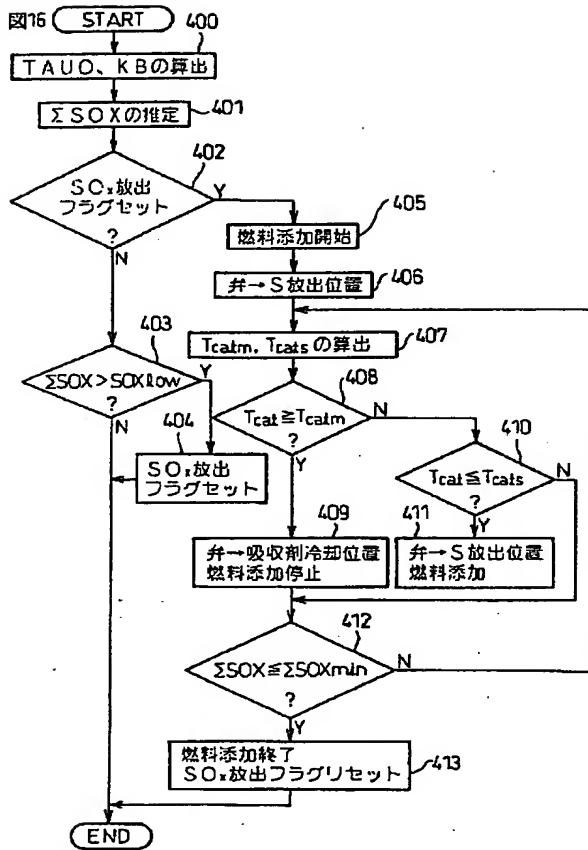 図16
START
400
TAUO、KBの算出
ΣSOXの推定
401
402
SOx放出
フラグセット
?
Y
N
405
燃料添加開始
406
弁→S放出位置
407
Tcatm, Tcatsの算出
403
ΣSOX>SOXlow
?
Y
N
404
SOx放出
フラグセット
408
Tcat≧Tcatm
?
N
Y
410
Tcat≦Tcats
?
N
Y
409
弁→吸収剤冷却位置
燃料添加停止
411
弁→S放出位置
燃料添加
412
ΣSOX≦ΣSOXmin
?
N
Y
燃料添加終了
SOx放出フラグリセット
413
END